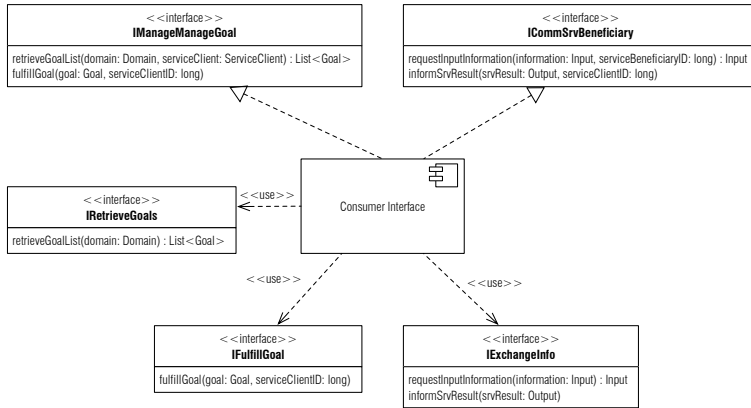 <<interface>>
IManageManageGoal
retrieveGoalList(domain: Domain, serviceClient: ServiceClient) : List<Goal>
fulfillGoal(goal: Goal, serviceClientID: long)
<<interface>>
ICommSrvBeneficiary
requestInputInformation(information: Input, serviceBeneficiaryID: long) : Input
informSrvResult(srvResult: Output, serviceClientID: long)
Consumer Interface
<<use>>
<<interface>>
IRetrieveGoals
retrieveGoalList(domain: Domain) : List<Goal>
<<use>>
<<use>>
<<interface>>
IFulfillGoal
fulfillGoal(goal: Goal, serviceClientID: long)
<<interface>>
IExchangeInfo
requestInputInformation(information: Input) : Input
informSrvResult(srvResult: Output)